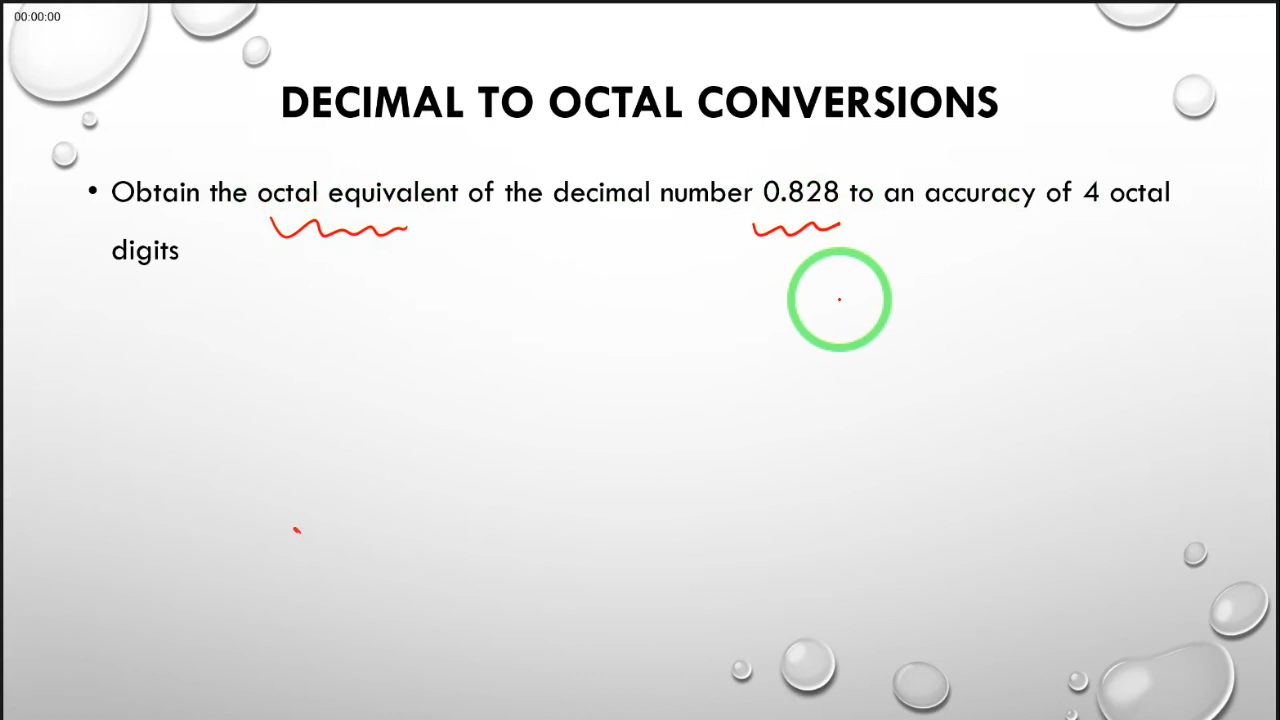 00:00:00
DECIMAL TO OCTAL CONVERSIONS
• Obtain the octal equivalent of the decimal number 0.828 to an accuracy of 4 octal
digits